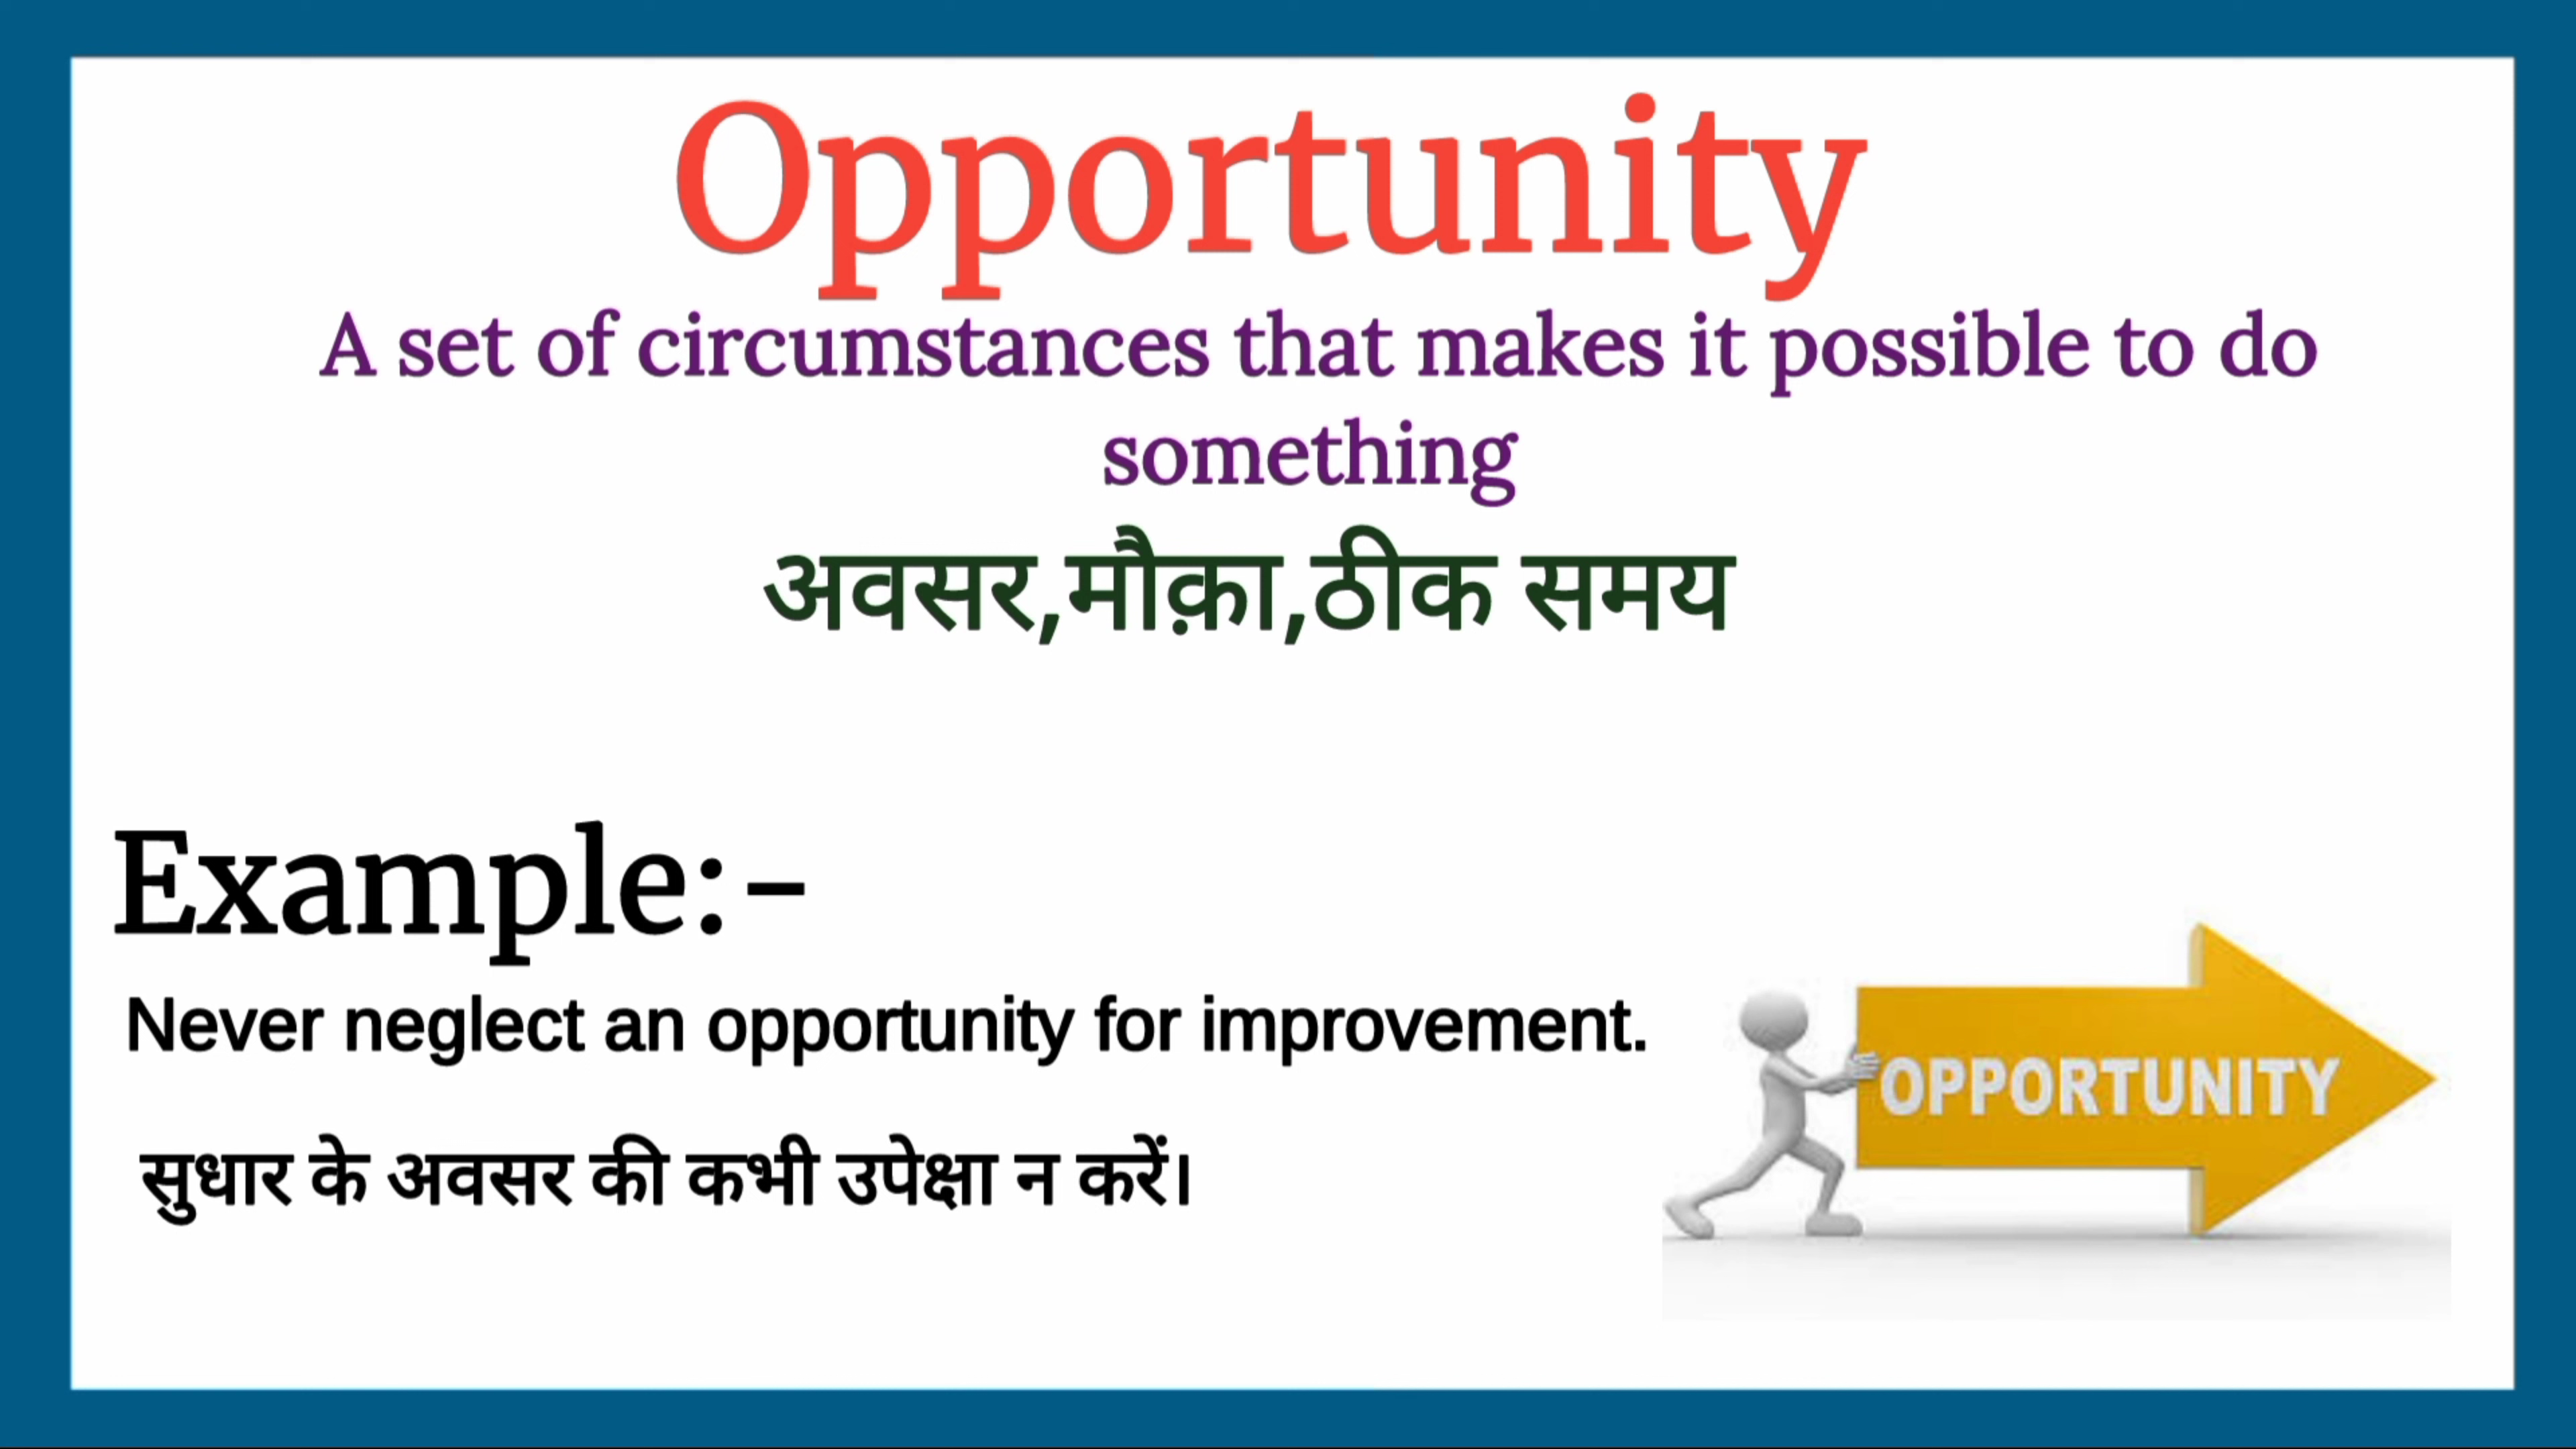 Opportunity
A set of circumstances that makes it possible to do
something
अवसर,मौक़ा,ठीक समय
Example:-
Never neglect an opportunity for improvement.
OPPORTUNITY
सुधार के अवसर की कभी उपेक्षा न करें।